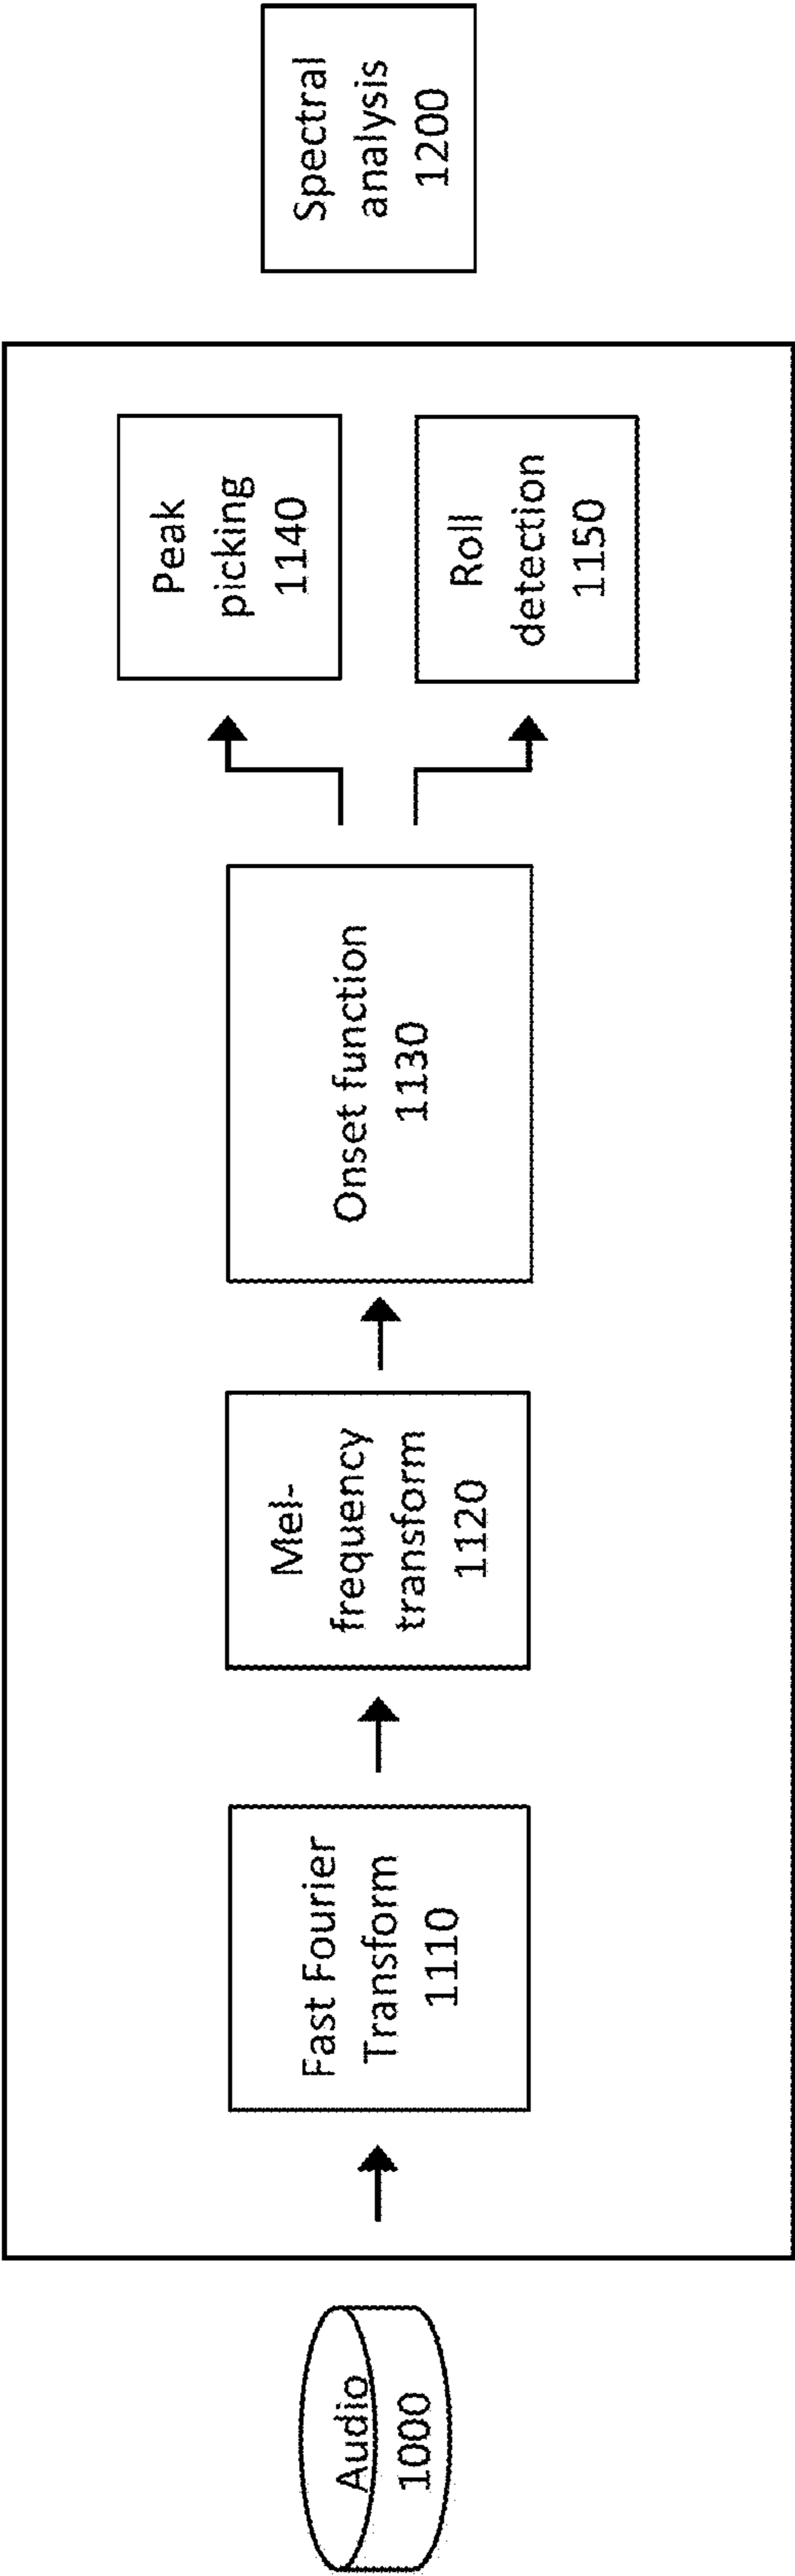 Audio
1000
Fast Fourier
Transform
1110
Mel-
frequency
transform
1120
Onset function
1130
Peak
picking
1140
Roll
detection
1150
Spectral
analysis
1200